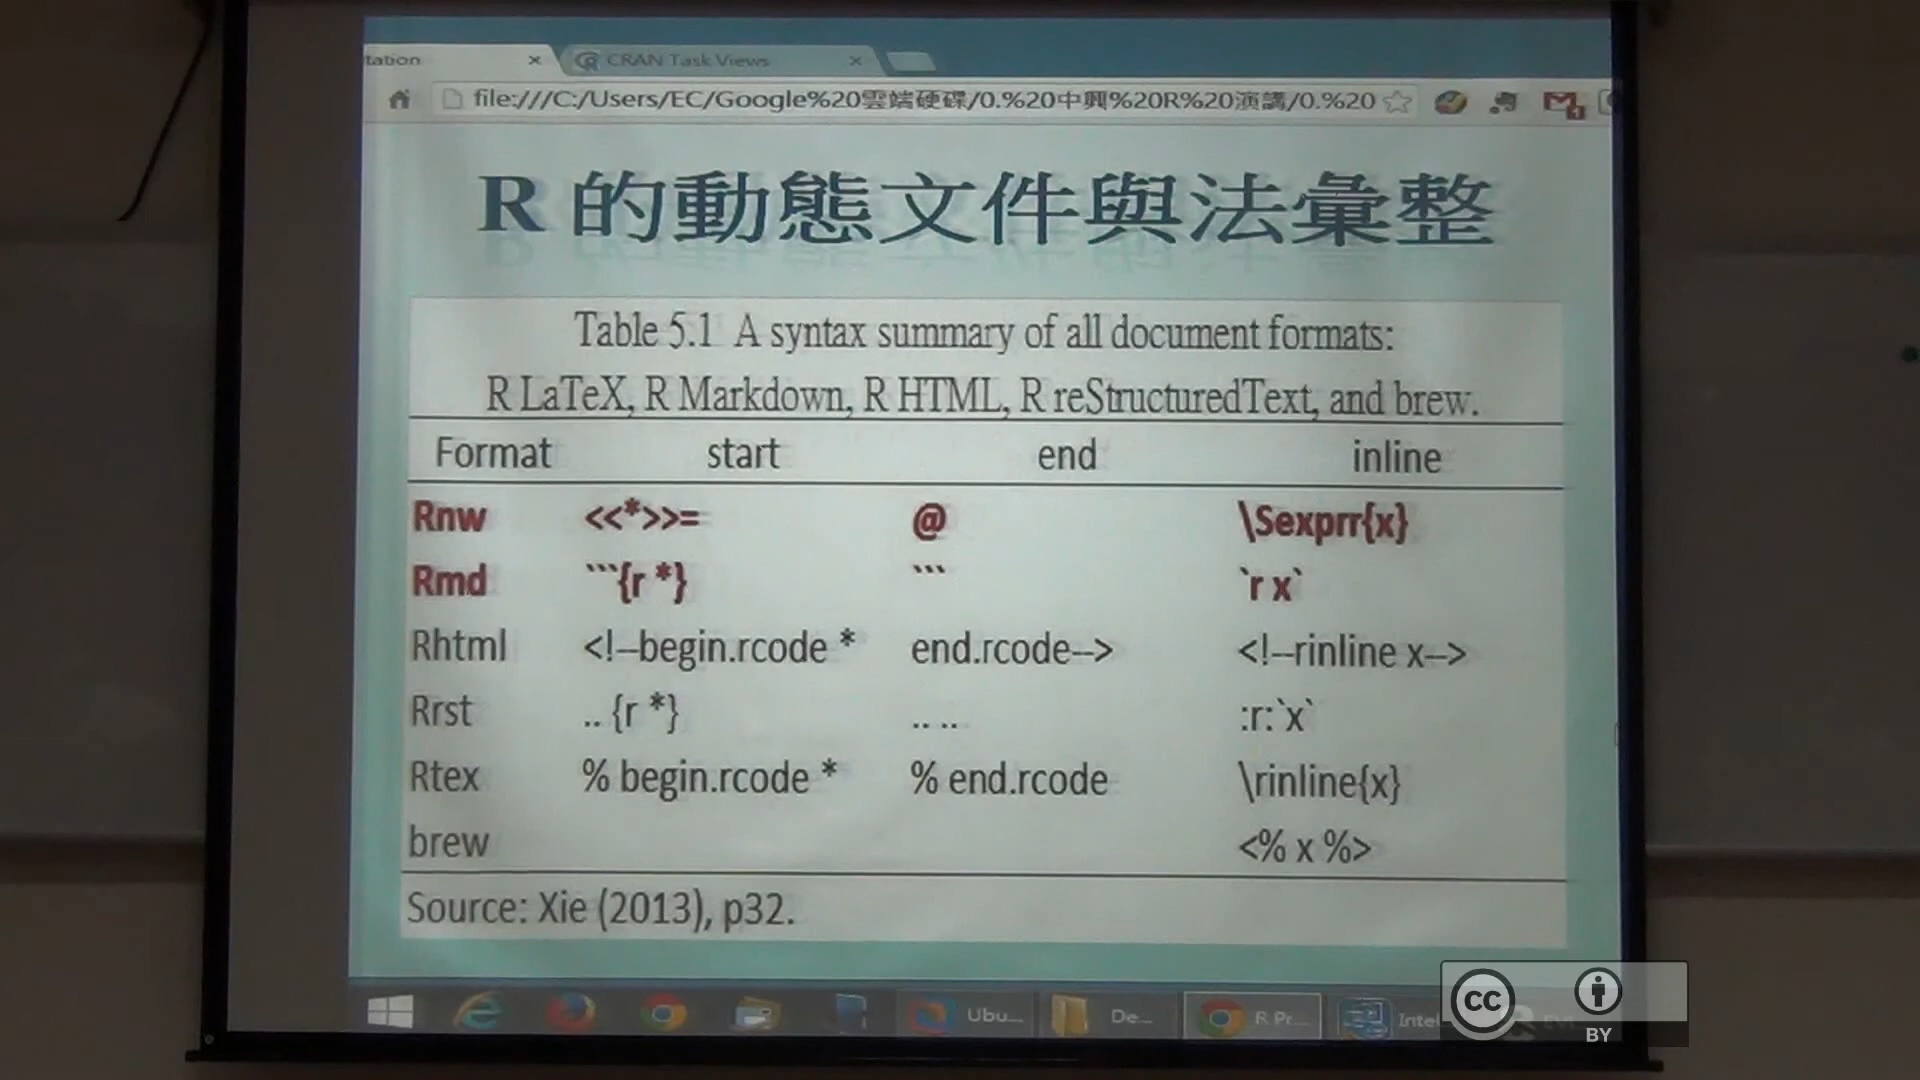 tation
CRAN Task Views
file:///C:/Users/EC/Google%20雲端硬碟/0.%20中興%20R%20演講/0.%20
R 的動態文件與法彙整
Table 5.1 A syntax summary of all document formats:
R LaTeX, R Markdown, R HTML, R reStructuredText, and brew.
Format start end inline
Rnw <<*>>= @ \Sexprr{x}
Rmd ```{r *} ``` `r x`
Rhtml <!--begin.rcode * end.rcode--> <!--rinline x-->
Rrst .. {r *} .. .. :r:`x`
Rtex % begin.rcode * % end.rcode \rinline{x}
brew <% x %>
Source: Xie (2013), p32.
Ubu... De... R Pr... Intel
cc
BY